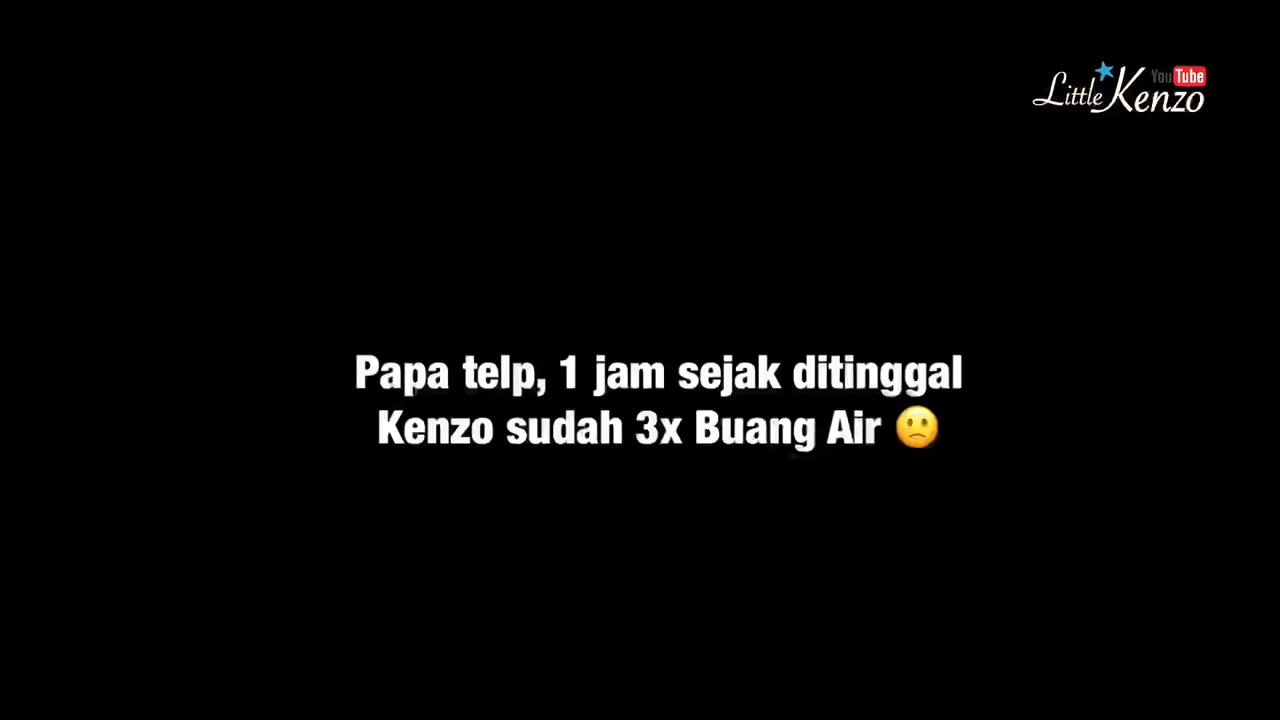 YouTube
Little Kenzo
Papa telp, 1 jam sejak ditinggal
Kenzo sudah 3x Buang Air 🙁